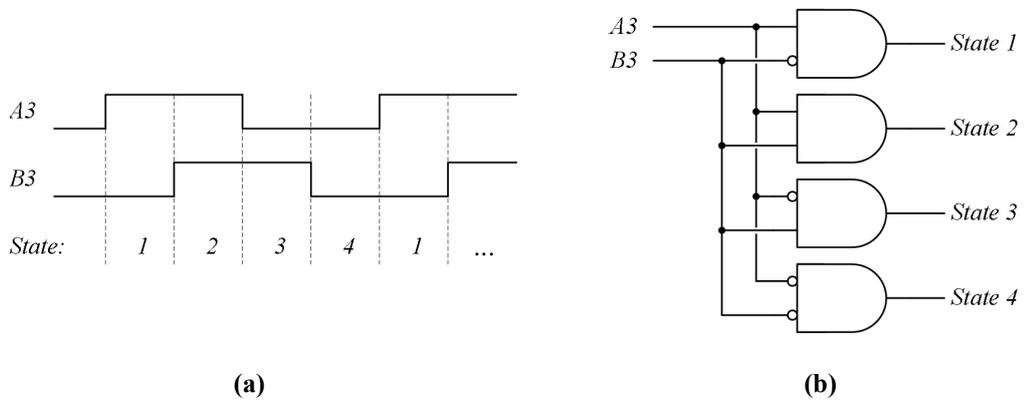 A3
B3
State: 1 2 3 4 1 ...
(a)
A3
B3
State 1
State 2
State 3
State 4
(b)